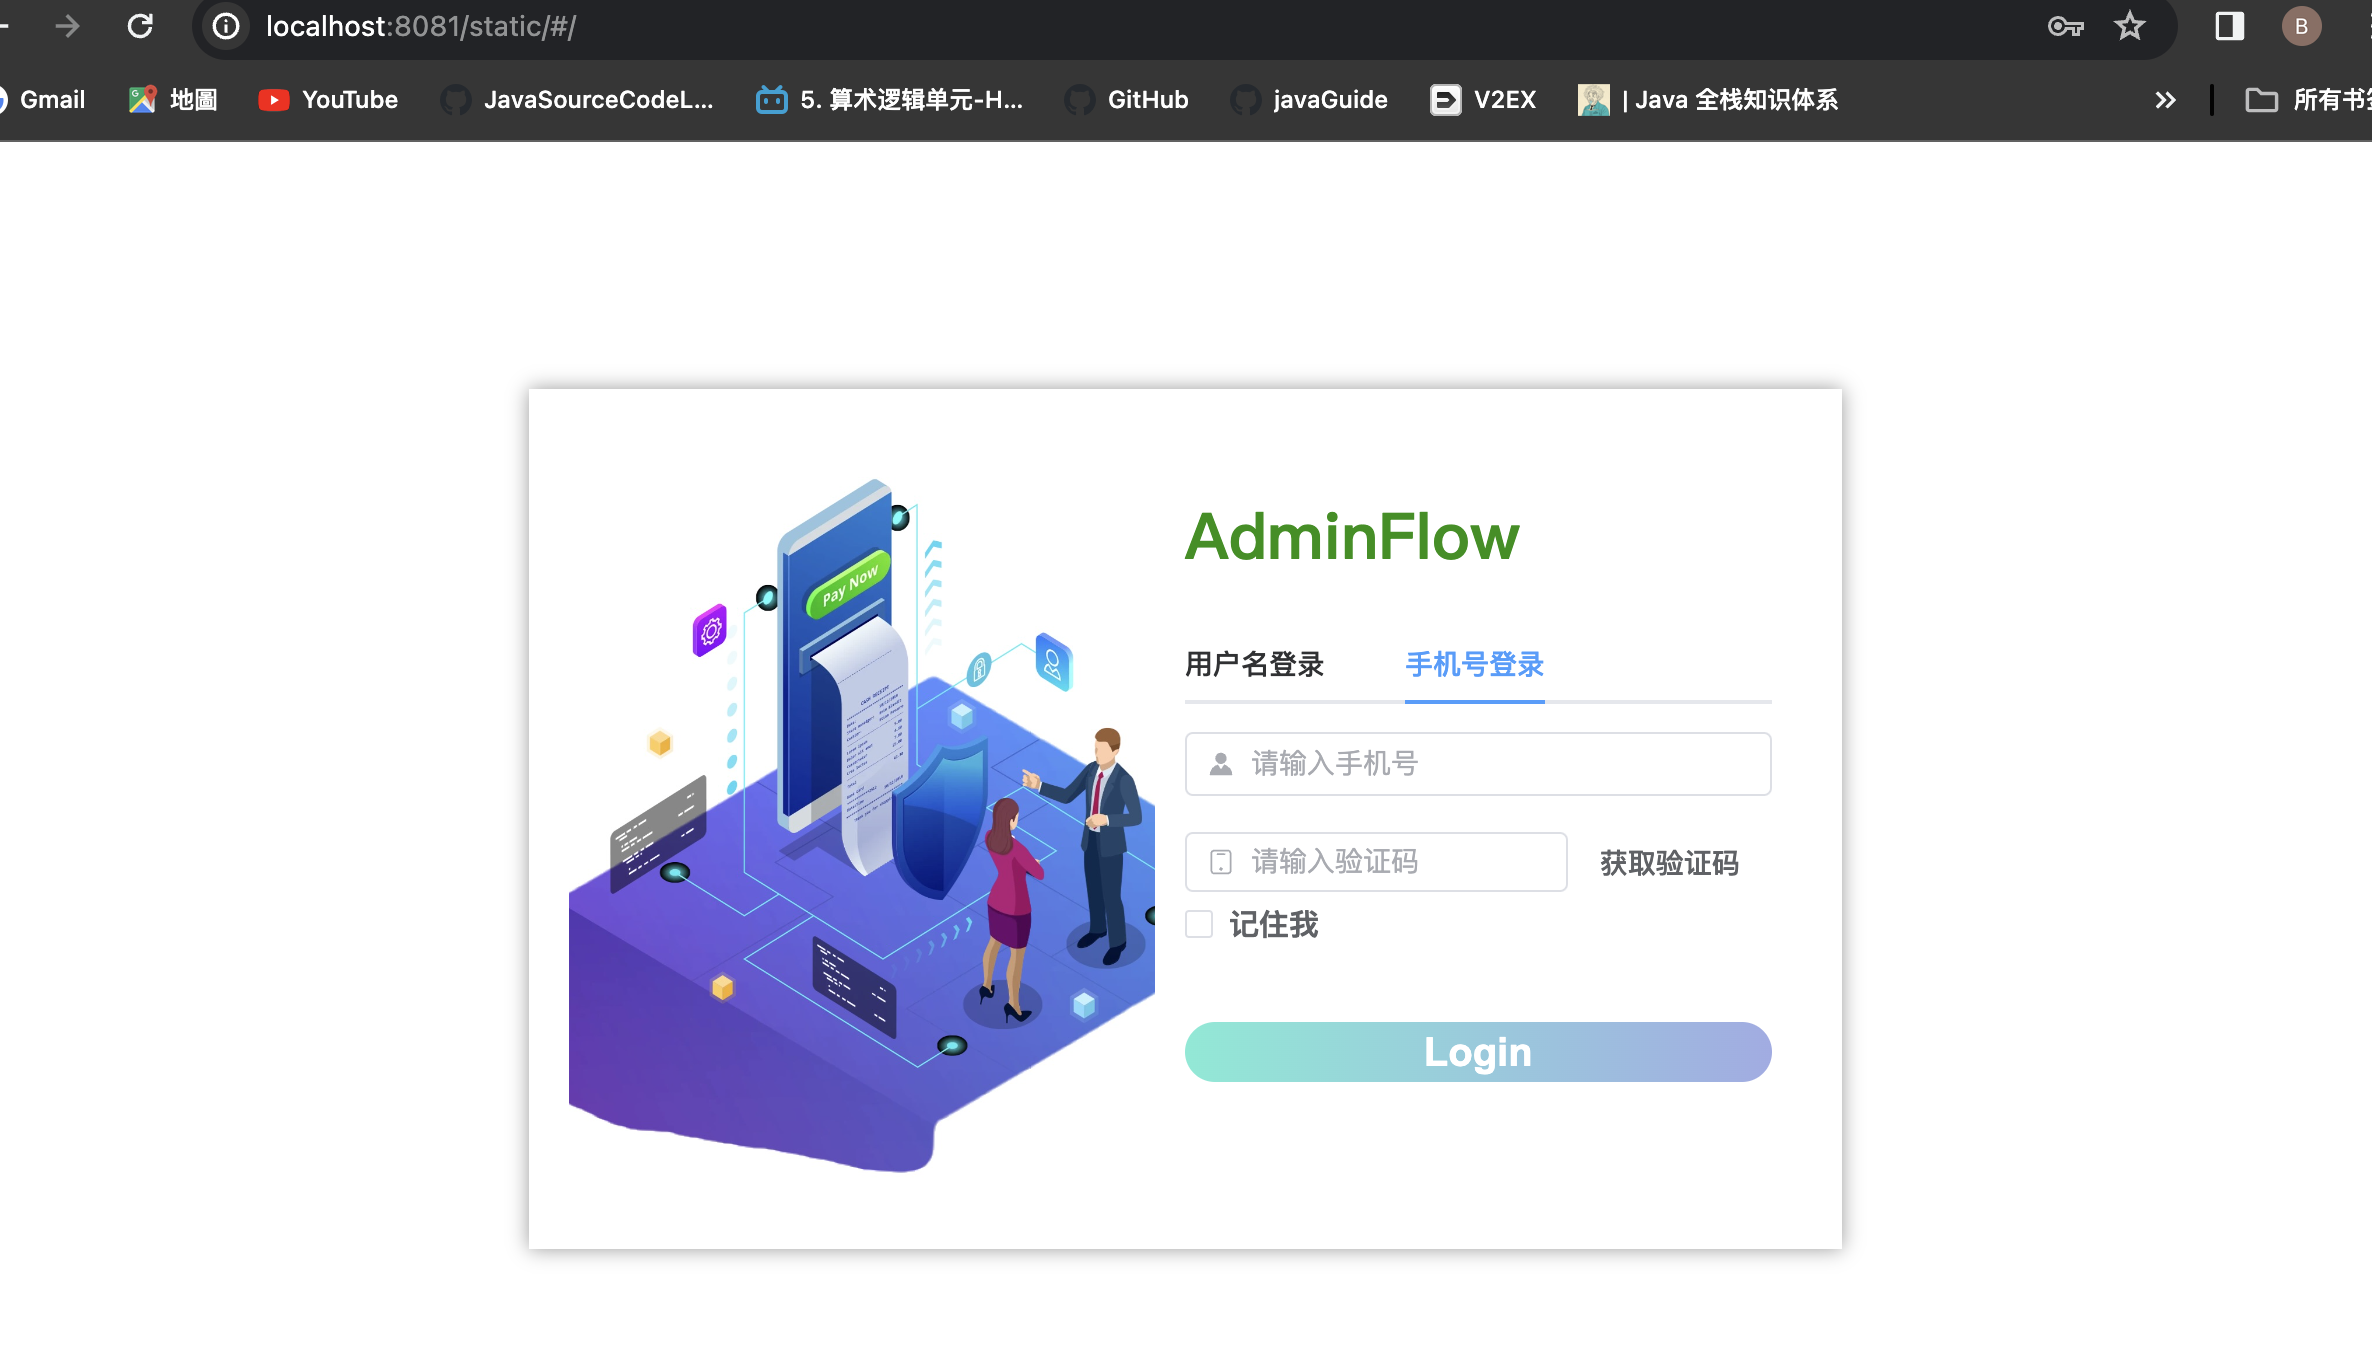 localhost:8081/static/#/
Gmail 地圖 YouTube JavaSourceCodeL... 5. 算术逻辑单元-H... GitHub javaGuide V2EX | Java 全栈知识体系 所有书
B
AdminFlow
用户名登录 手机号登录
请输入手机号
请输入验证码 获取验证码
记住我
Login
Pay Now
CASH RECEIPT